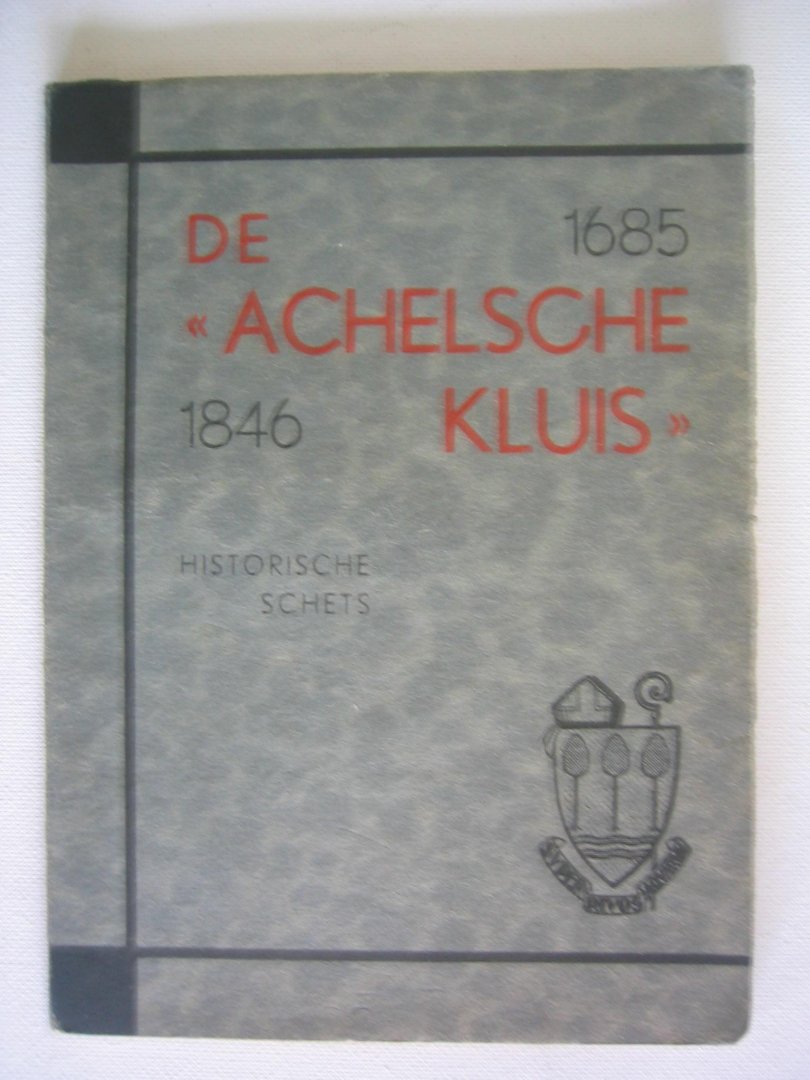 DE 1685
« ACHELSCHE
1846 KLUIS »
HISTORISCHE
SCHETS